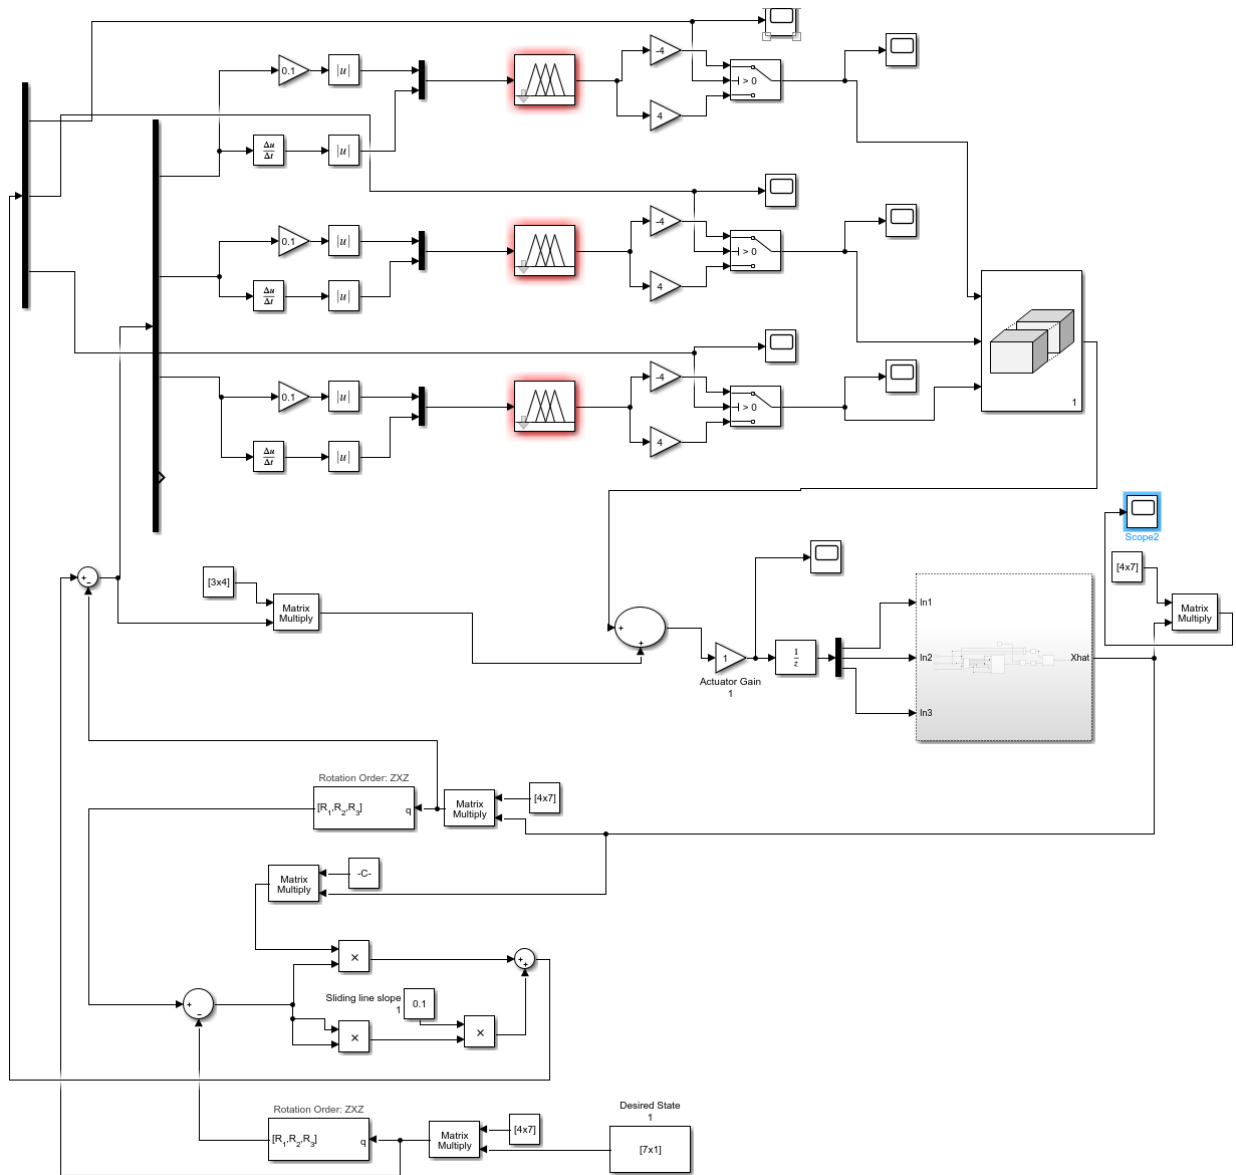 -4
0.1
|u|
> 0
4
Δu
Δt
|u|
-4
0.1
|u|
> 0
Δu
Δt
|u|
4
-4
0.1
|u|
> 0
1
4
Δu
Δt
|u|
Scope2
[4x7]
+
−
[3x4]
Matrix
Multiply
In1
Matrix
Multiply
+
+
1
1
z
In2
Xhat
Actuator Gain
1
In3
Rotation Order: ZXZ
[R1,R2,R3]
q
Matrix
Multiply
[4x7]
Matrix
Multiply
-C-
×
+
+
Sliding line slope
1
0.1
+
−
×
×
Rotation Order: ZXZ
Desired State
1
[R1,R2,R3]
q
Matrix
Multiply
[4x7]
[7x1]